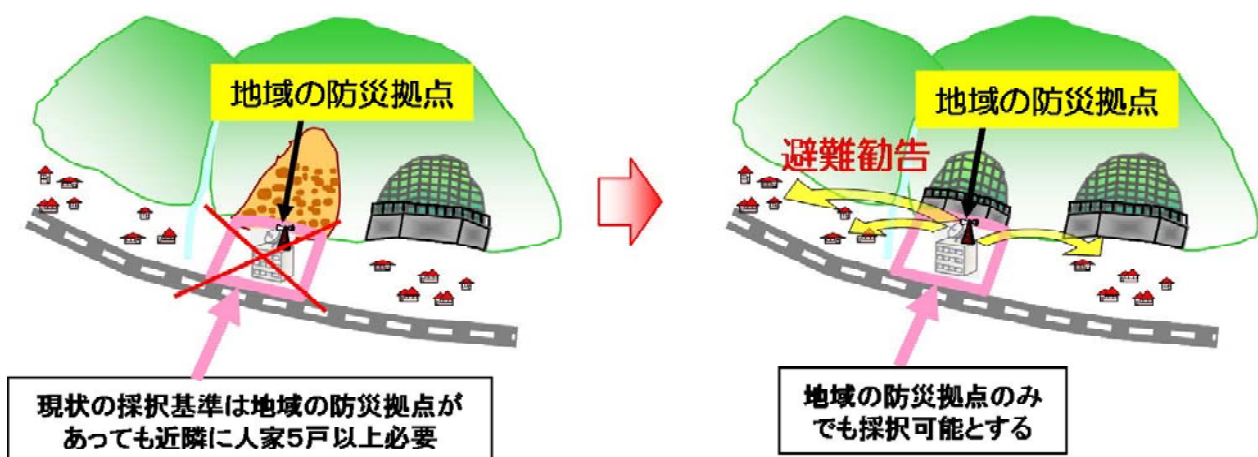 地域の防災拠点
現状の採択基準は地域の防災拠点が
あっても近隣に人家5戸以上必要
地域の防災拠点
避難勧告
地域の防災拠点のみ
でも採択可能とする